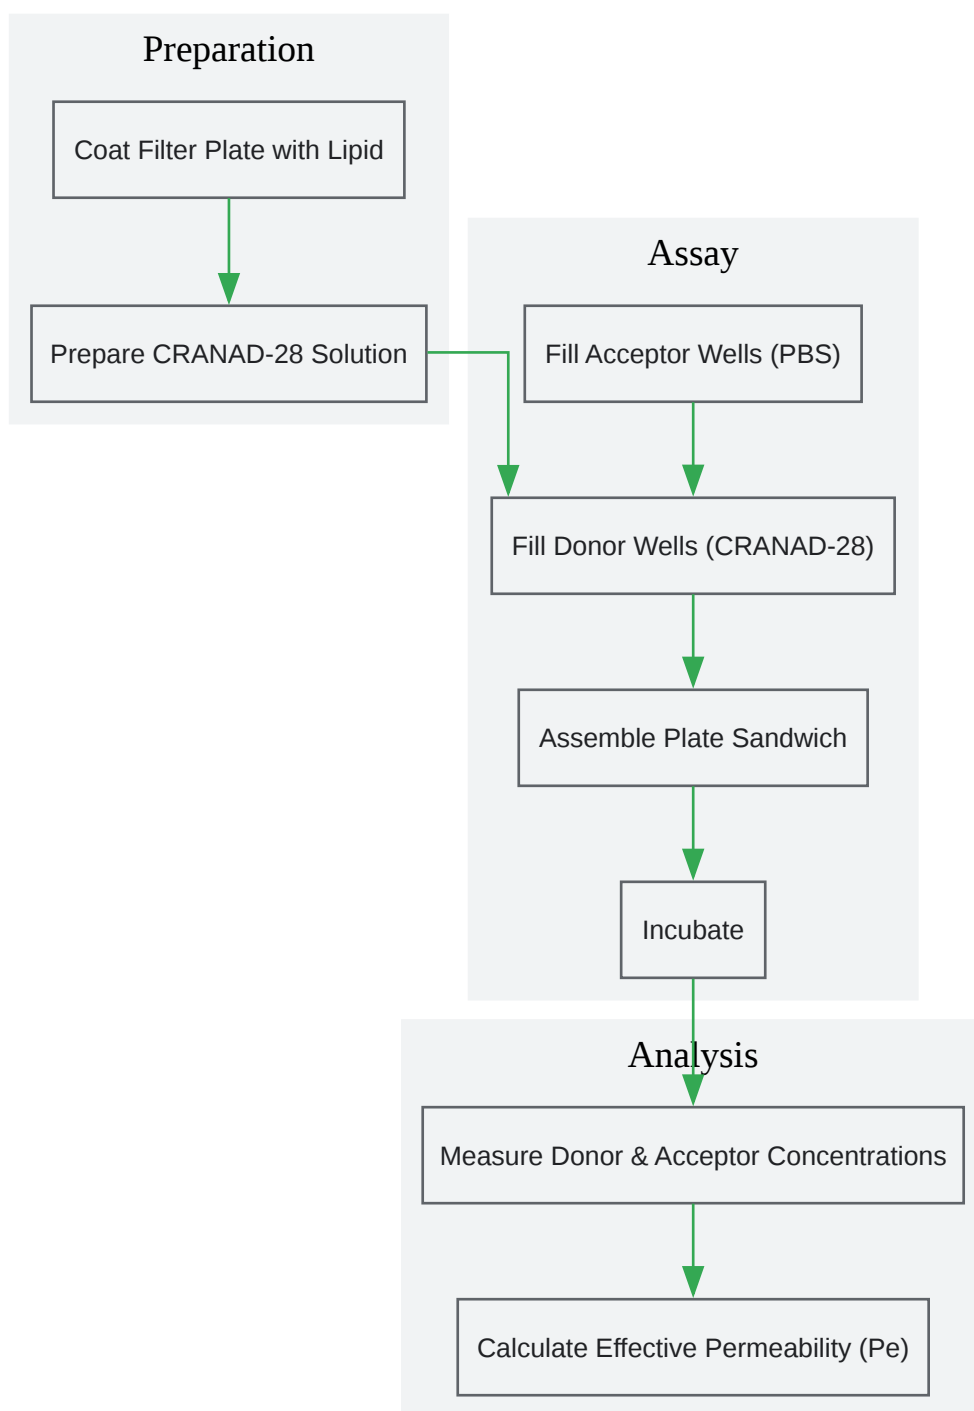 Preparation
Coat Filter Plate with Lipid
Prepare CRANAD-28 Solution
Assay
Fill Acceptor Wells (PBS)
Fill Donor Wells (CRANAD-28)
Assemble Plate Sandwich
Incubate
Analysis
Measure Donor & Acceptor Concentrations
Calculate Effective Permeability (Pe)